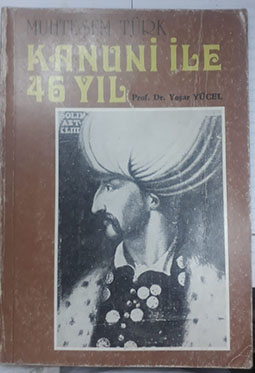 MUHTEŞEM TÜRK
KANUNİ İLE
46 YIL
Prof. Dr. Yaşar YÜCEL